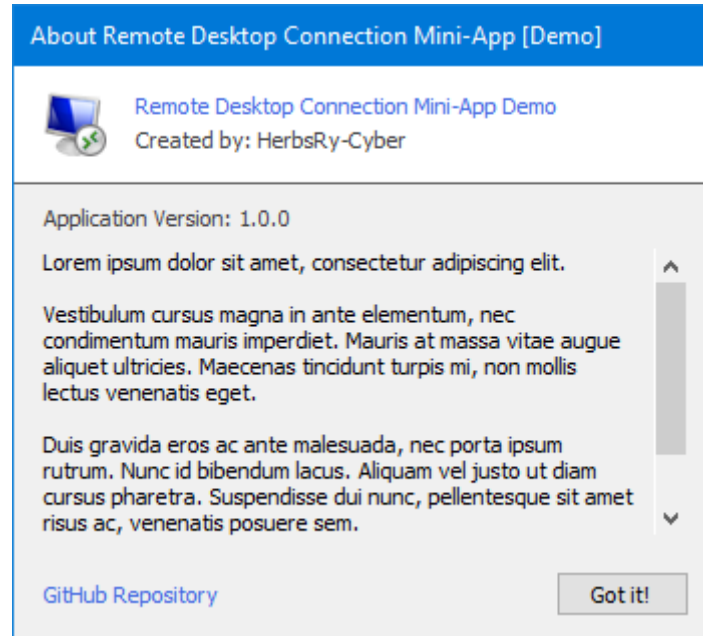 About Remote Desktop Connection Mini-App [Demo]
Remote Desktop Connection Mini-App Demo
Created by: HerbsRy-Cyber
Application Version: 1.0.0
Lorem ipsum dolor sit amet, consectetur adipiscing elit.
Vestibulum cursus magna in ante elementum, nec
condimentum mauris imperdiet. Mauris at massa vitae augue
aliquet ultricies. Maecenas tincidunt turpis mi, non mollis
lectus venenatis eget.
Duis gravida eros ac ante malesuada, nec porta ipsum
rutrum. Nunc id bibendum lacus. Aliquam vel justo ut diam
cursus pharetra. Suspendisse dui nunc, pellentesque sit amet
risus ac, venenatis posuere sem.
GitHub Repository
Got it!